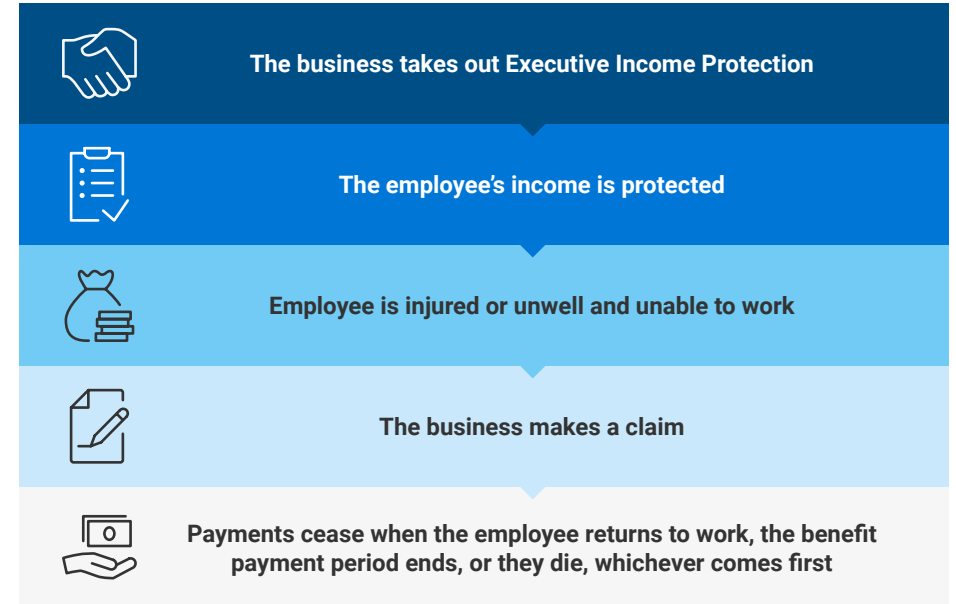 The business takes out Executive Income Protection
The employee’s income is protected
Employee is injured or unwell and unable to work
The business makes a claim
Payments cease when the employee returns to work, the benefit
payment period ends, or they die, whichever comes first